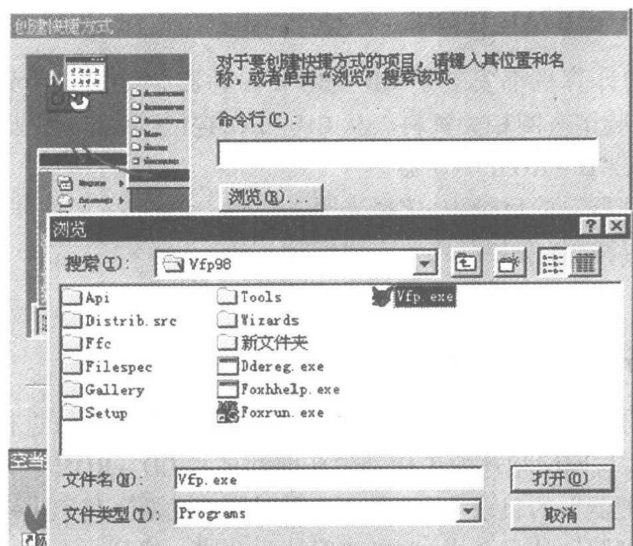 创建快捷方式
对于要创建快捷方式的项目，请键入其位置和名
称，或者单击“浏览”搜索该项。
命令行(C)：
浏览(R)...
浏览
搜索(I)： Vfp98
Api Tools Vfp.exe
Distrib.src Wizards
Ffc 新文件夹
Filespec Ddereg.exe
Gallery Foxhhelp.exe
Setup Foxrun.exe
空当
文件名(N)： Vfp.exe 打开(O)
文件类型(T)： Programs 取消